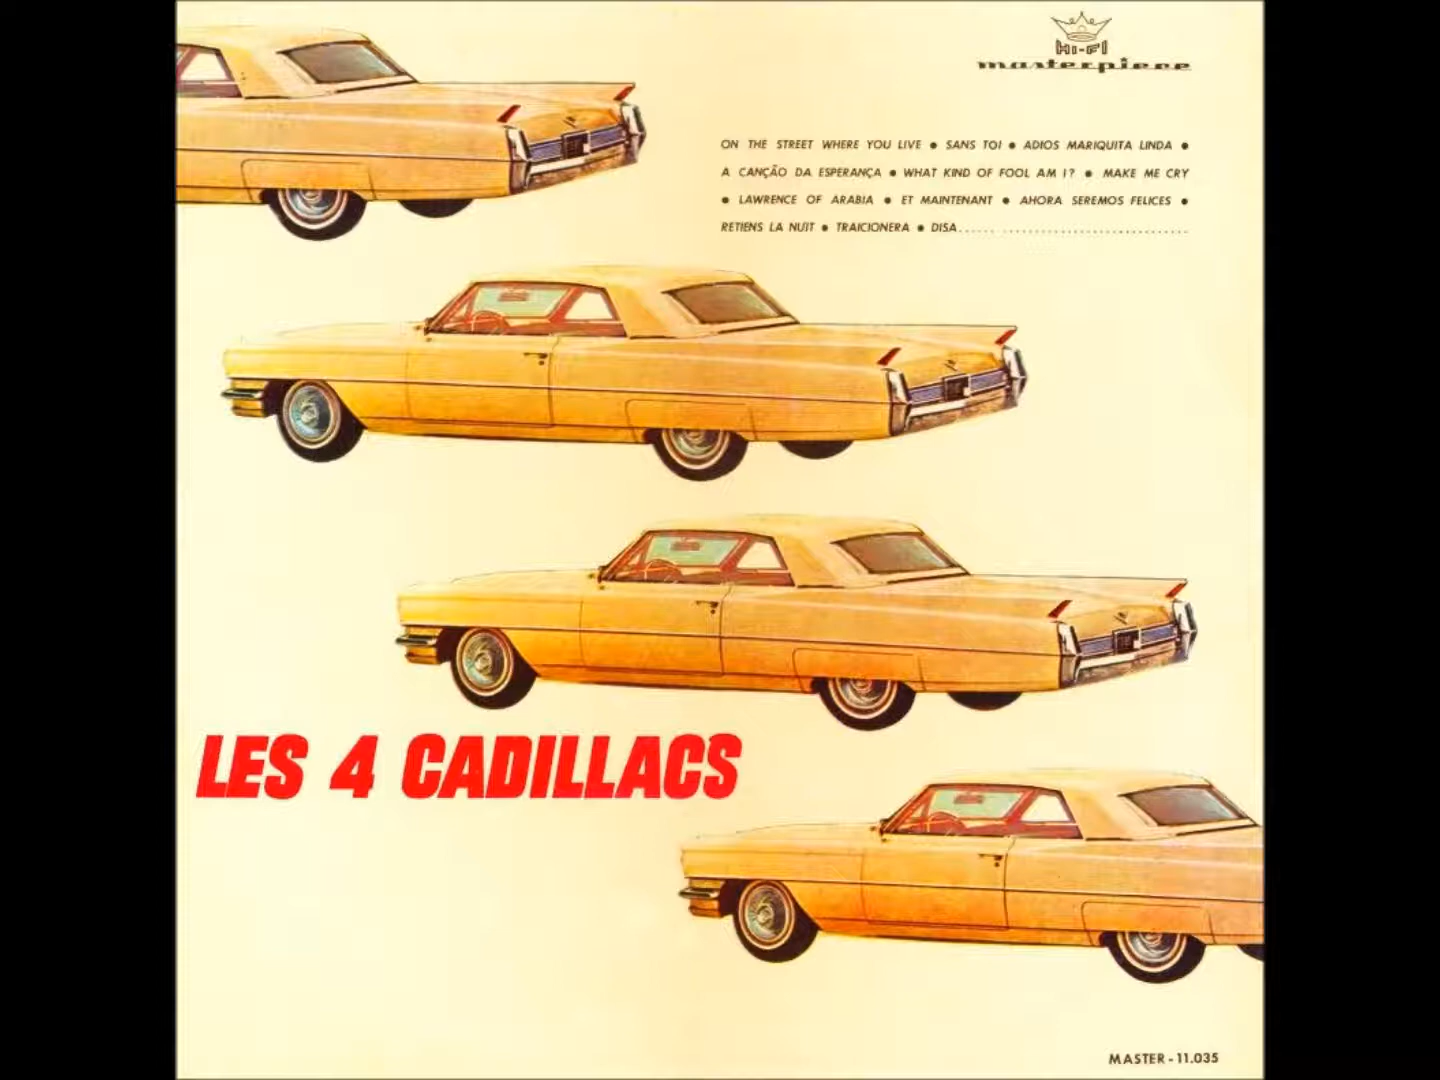 HI-FI
masterpiece
ON THE STREET WHERE YOU LIVE ● SANS TOI ● ADIOS MARIQUITA LINDA ●
A CANÇÃO DA ESPERANÇA ● WHAT KIND OF FOOL AM I? ● MAKE ME CRY
● LAWRENCE OF ARABIA ● ET MAINTENANT ● AHORA SEREMOS FELICES ●
RETIENS LA NUIT ● TRAICIONERA ● DISA...... ..............................
LES 4 CADILLACS
MASTER - 11.035